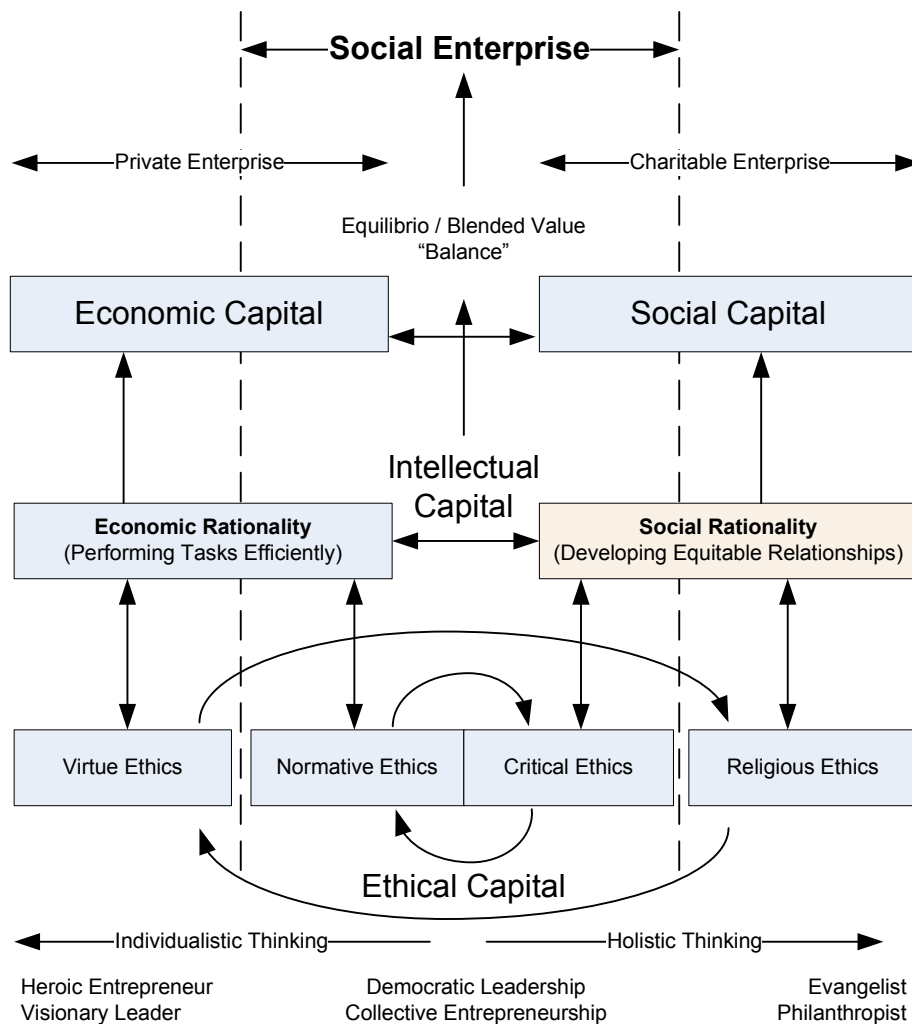 Social Enterprise
Private Enterprise
Charitable Enterprise
Equilibrio / Blended Value
“Balance”
Economic Capital
Social Capital
Intellectual
Capital
Economic Rationality
(Performing Tasks Efficiently)
Social Rationality
(Developing Equitable Relationships)
Virtue Ethics
Normative Ethics
Critical Ethics
Religious Ethics
Ethical Capital
Individualistic Thinking
Holistic Thinking
Heroic Entrepreneur
Visionary Leader
Democratic Leadership
Collective Entrepreneurship
Evangelist
Philanthropist